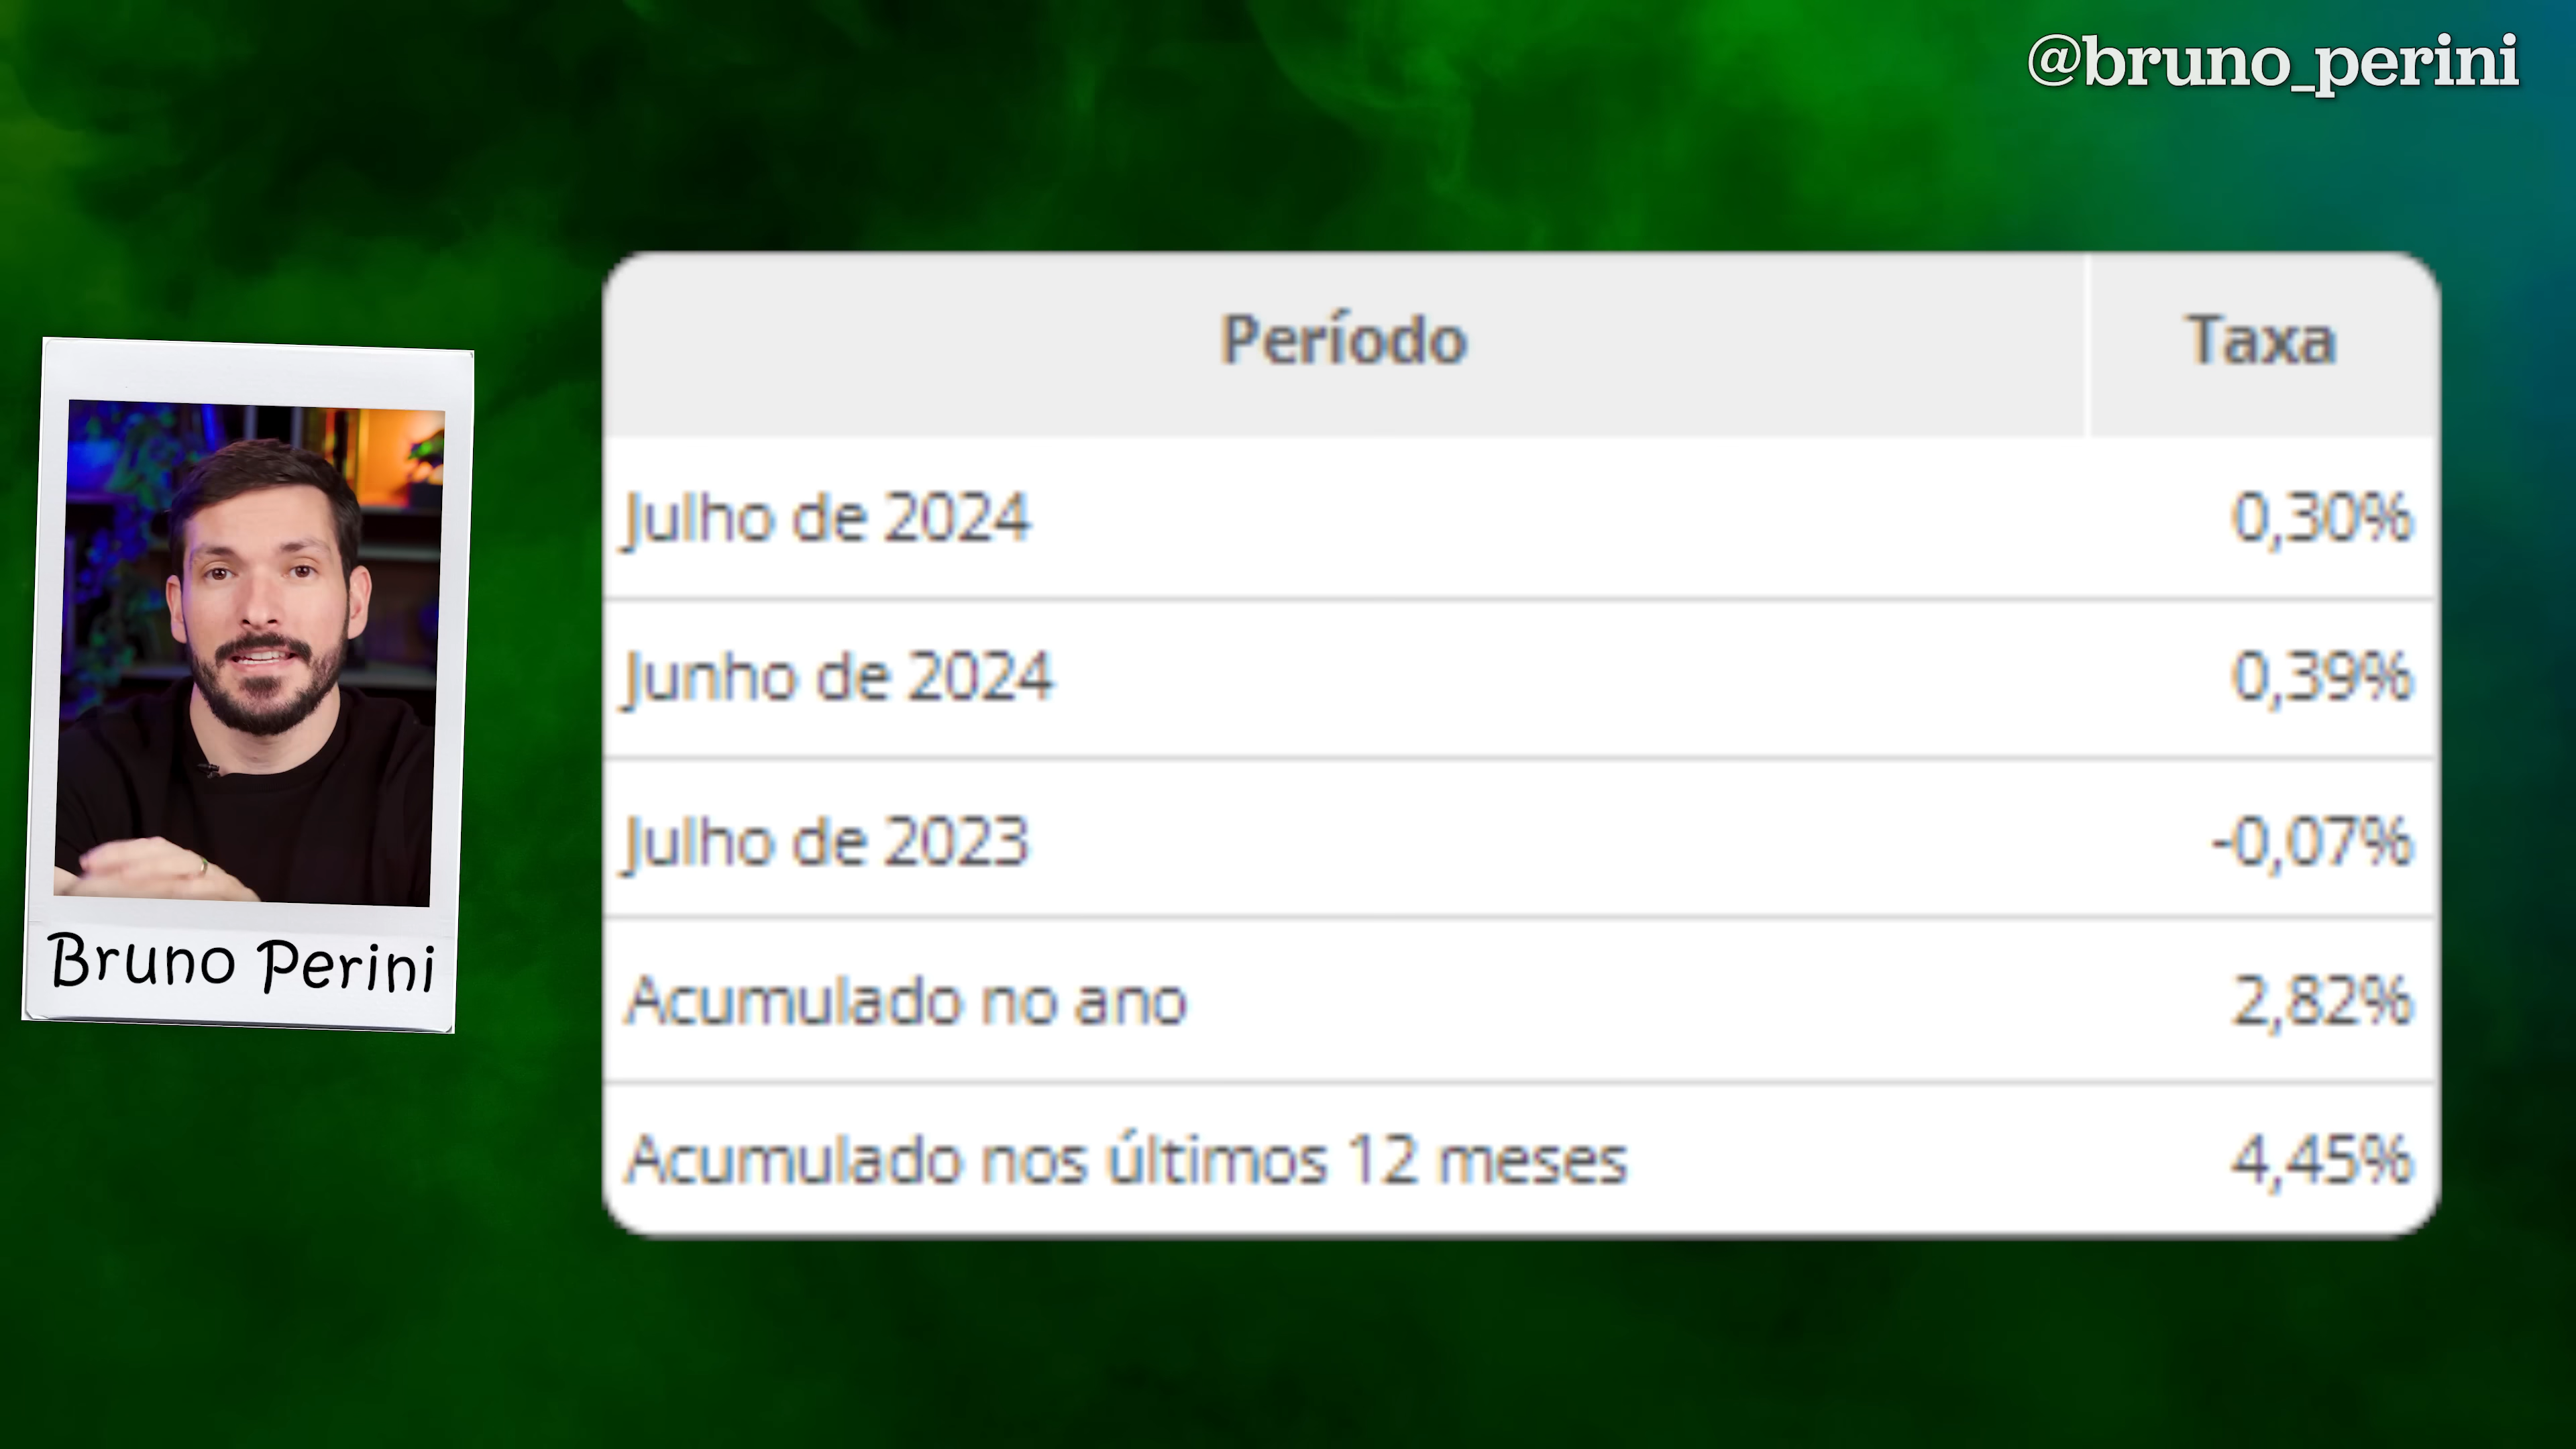 @bruno_perini
Bruno Perini
Período Taxa
Julho de 2024 0,30%
Junho de 2024 0,39%
Julho de 2023 -0,07%
Acumulado no ano 2,82%
Acumulado nos últimos 12 meses 4,45%